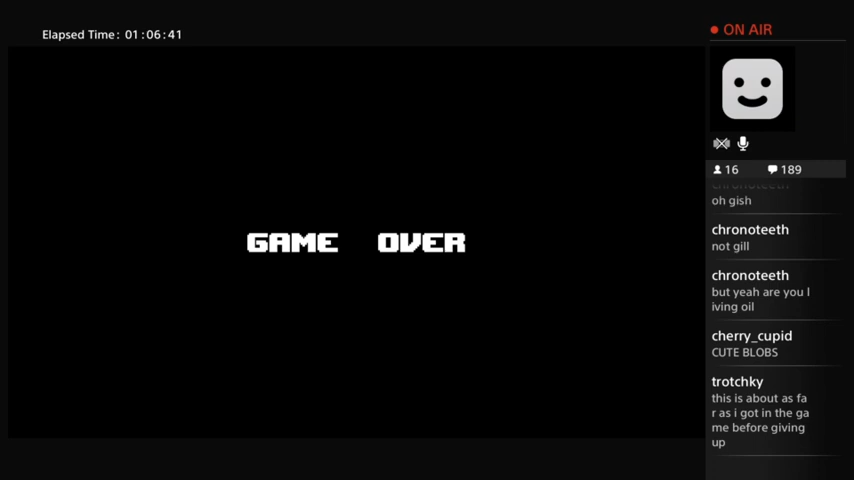 Elapsed Time: 01:06:41
ON AIR
16 189
oh gish
chronoteeth
not gill
chronoteeth
but yeah are you l
iving oil
cherry_cupid
CUTE BLOBS
trotchky
this is about as fa
r as i got in the ga
me before giving
up
GAME OVER